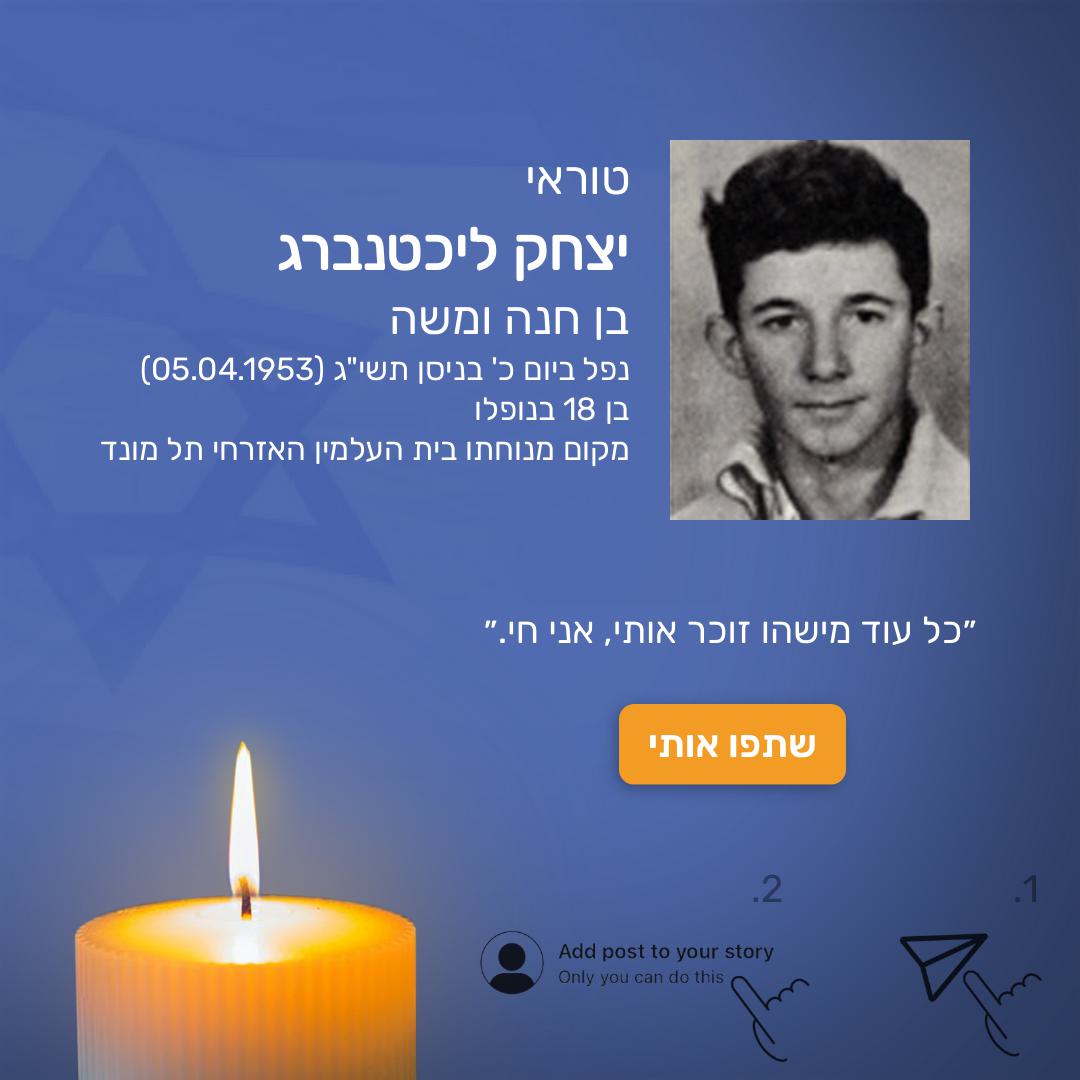 טוראי
יצחק ליכטנברג
בן חנה ומשה
נפל ביום כ' בניסן תשי"ג (05.04.1953)
בן 18 בנופלו
מקום מנוחתו בית העלמין האזרחי תל מונד
״כל עוד מישהו זוכר אותי, אני חי.״
שתפו אותי
.1
.2
Add post to your story
Only you can do this